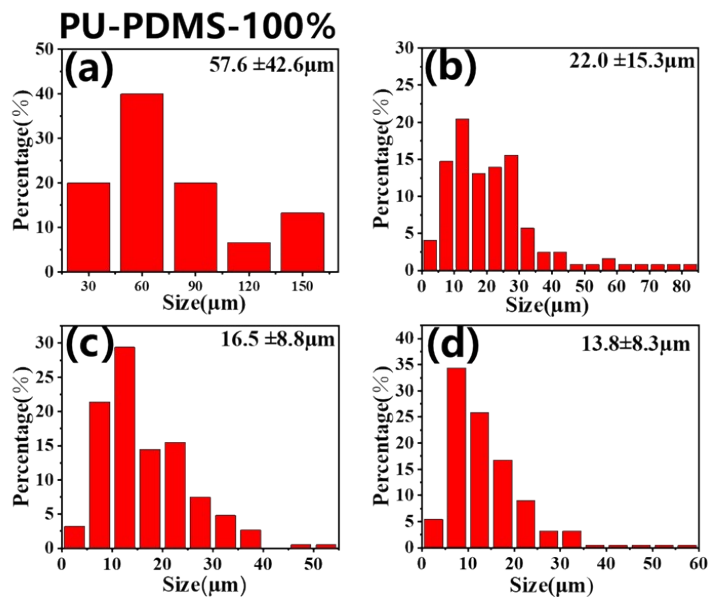 PU-PDMS-100%
(a)
57.6 ±42.6μm
Percentage(%)
50
40
30
20
10
0
30 60 90 120 150
Size(μm)
(b)
22.0 ±15.3μm
Percentage(%)
30
25
20
15
10
5
0
0 10 20 30 40 50 60 70 80
Size(μm)
(c)
16.5 ±8.8μm
Percentage(%)
30
25
20
15
10
5
0
0 10 20 30 40 50
Size(μm)
(d)
13.8±8.3μm
Percentage(%)
40
35
30
25
20
15
10
5
0
0 10 20 30 40 50 60
Size(μm)